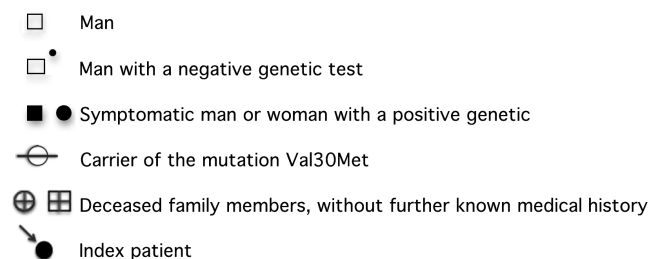 Man
Man with a negative genetic test
Symptomatic man or woman with a positive genetic
Carrier of the mutation Val30Met
Deceased family members, without further known medical history
Index patient